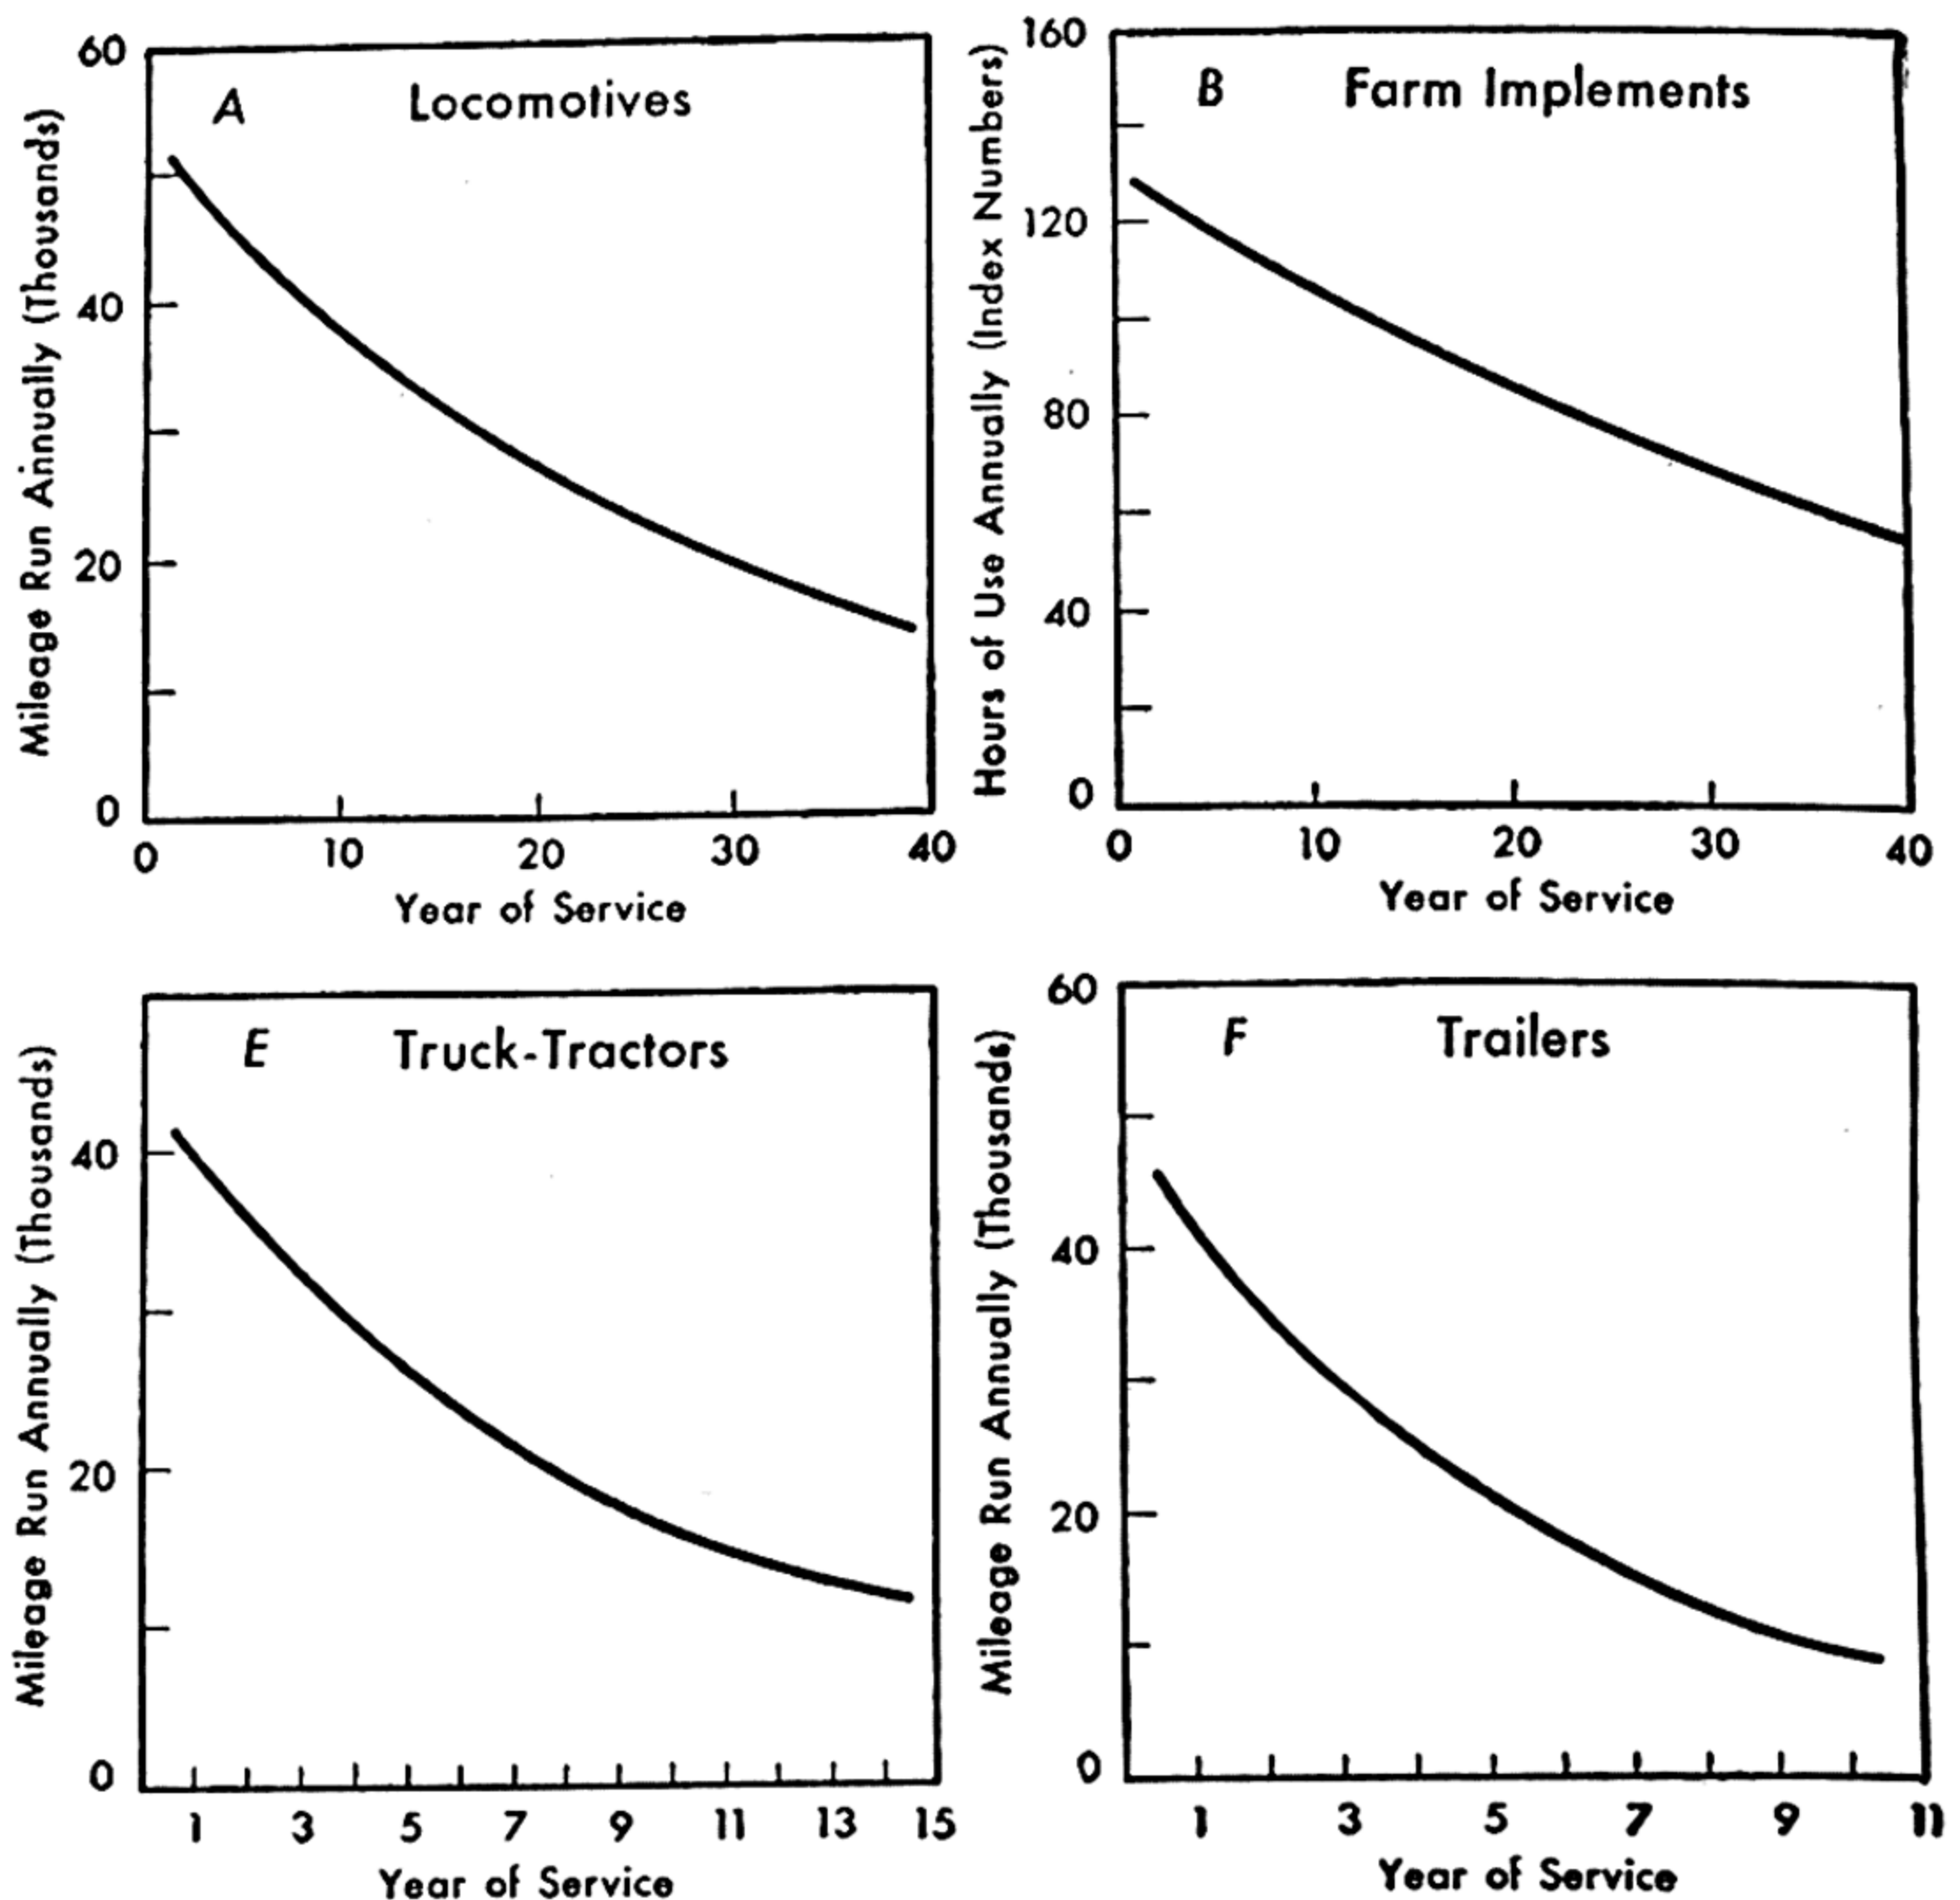 A Locomotives
Mileage Run Annually (Thousands)
60
40
20
0
0 10 20 30 40
Year of Service
B Farm Implements
Hours of Use Annually (Index Numbers)
160
120
80
40
0
0 10 20 30 40
Year of Service
E Truck-Tractors
Mileage Run Annually (Thousands)
40
20
0
1 3 5 7 9 11 13 15
Year of Service
F Trailers
Mileage Run Annually (Thousands)
60
40
20
0
1 3 5 7 9 11
Year of Service